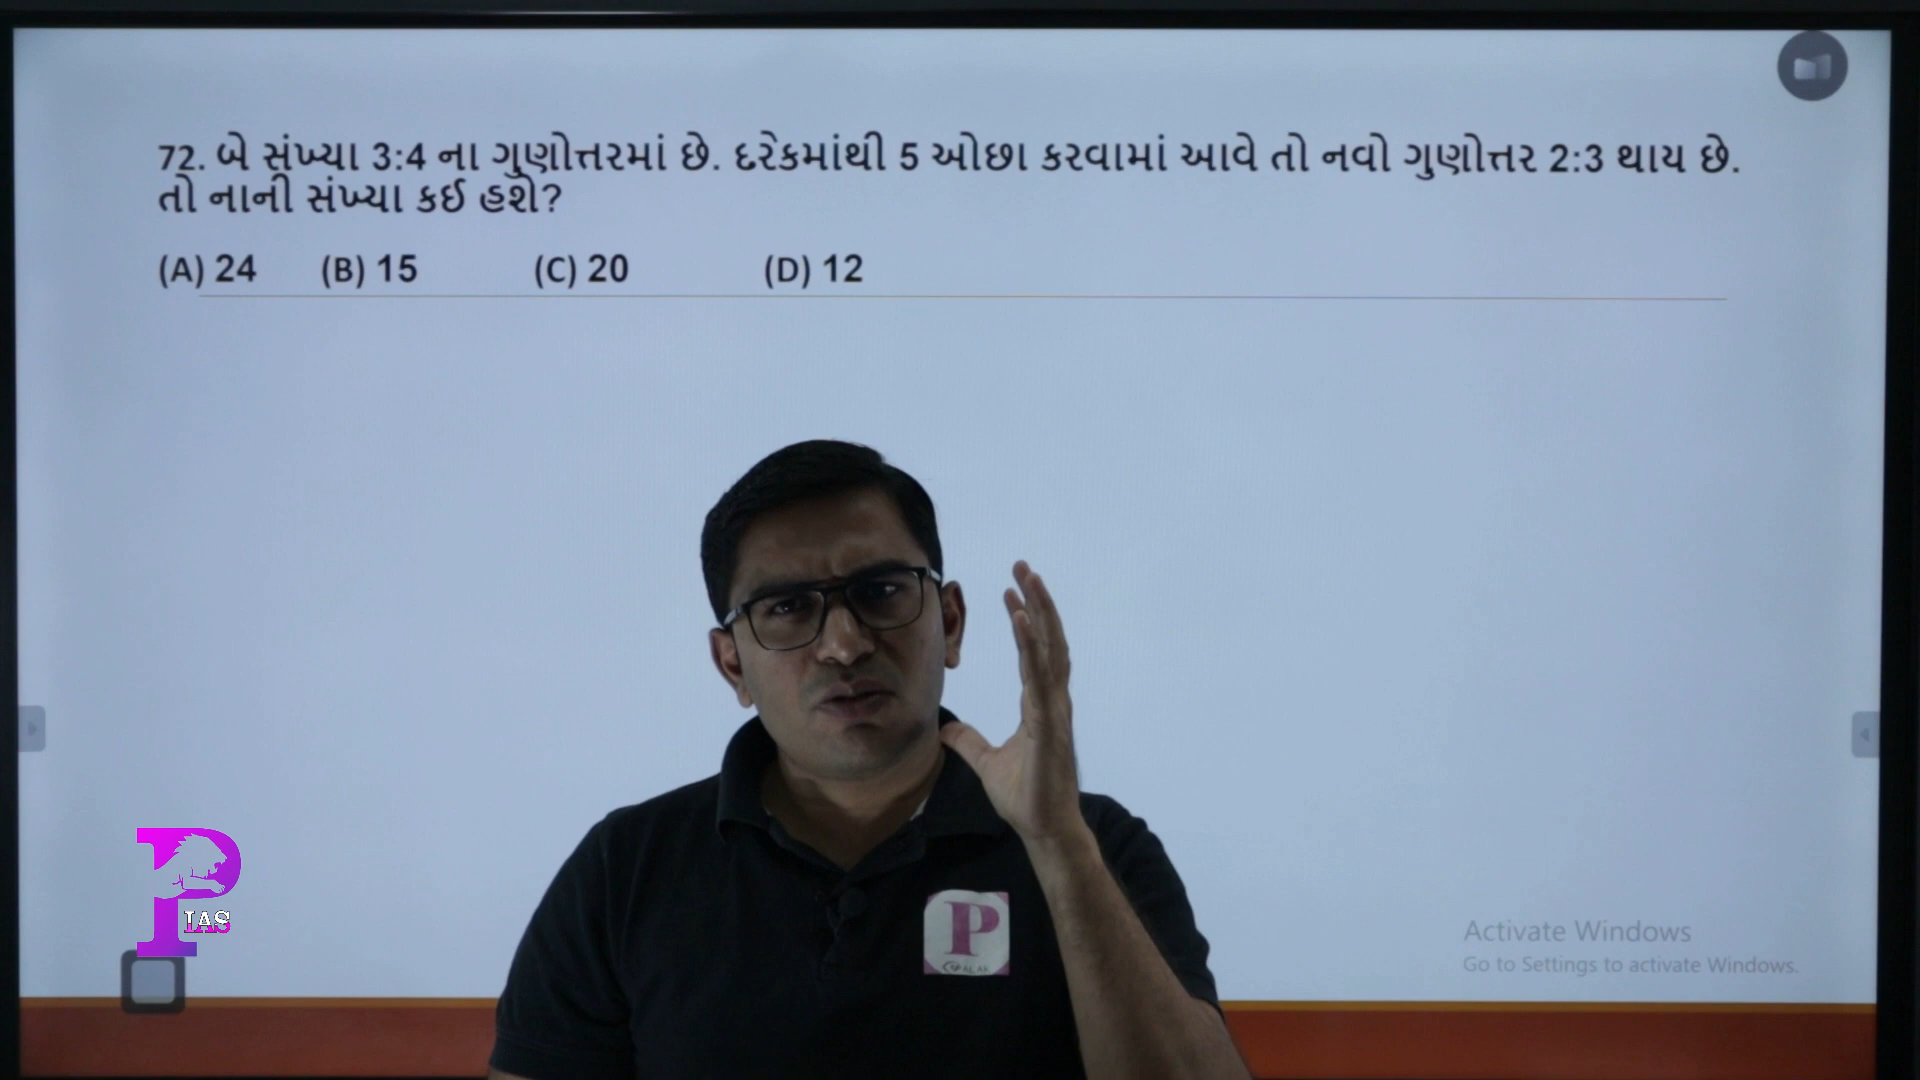 72. બે સંખ્યા 3:4 ના ગુણોત્તરમાં છે. દરેકમાંથી 5 ઓછા કરવામાં આવે તો નવો ગુણોત્તર 2:3 થાય છે.
તો નાની સંખ્યા કઈ હશે?
(A) 24 (B) 15 (C) 20 (D) 12
P
IAS
P
Activate Windows
Go to Settings to activate Windows.